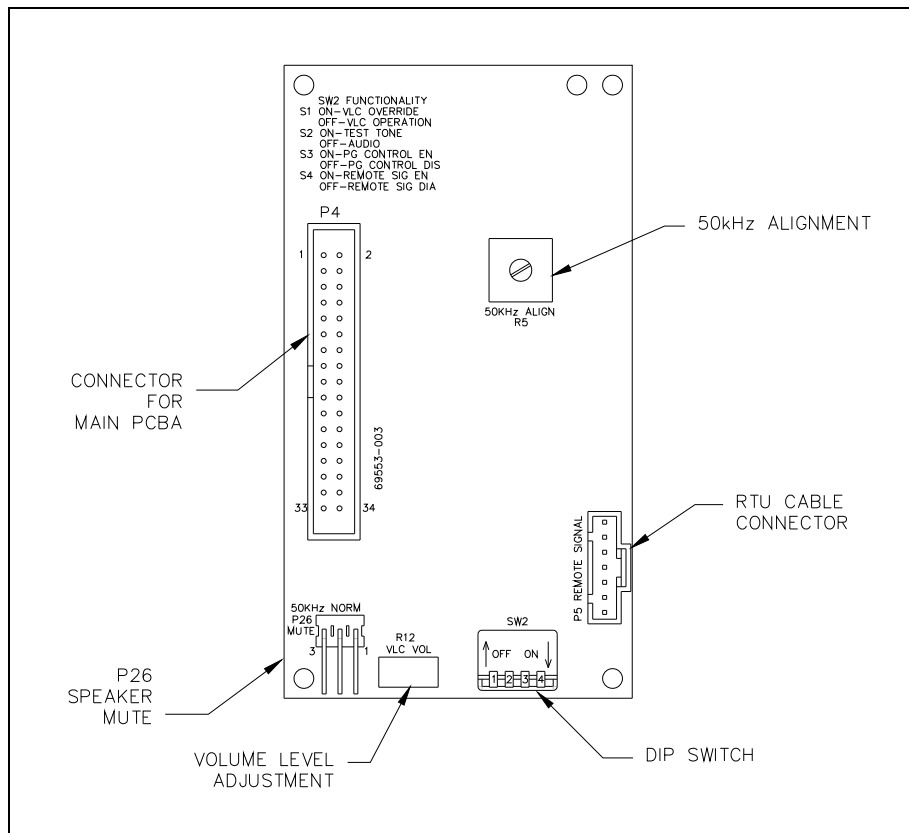 SW2 FUNCTIONALITY
S1 ON-VLC OVERRIDE
OFF-VLC OPERATION
S2 ON-TEST TONE
OFF-AUDIO
S3 ON-PG CONTROL EN
OFF-PG CONTROL DIS
S4 ON-REMOTE SIG EN
OFF-REMOTE SIG DIA
P4
1 2
33 34
69553-003
50KHz ALIGN
R5
50kHz ALIGNMENT
CONNECTOR
FOR
MAIN PCBA
RTU CABLE
CONNECTOR
P5 REMOTE SIGNAL
50KHz NORM
P26
MUTE
3 1
R12
VLC VOL
SW2
OFF ON
1 2 3 4
P26
SPEAKER
MUTE
VOLUME LEVEL
ADJUSTMENT
DIP SWITCH